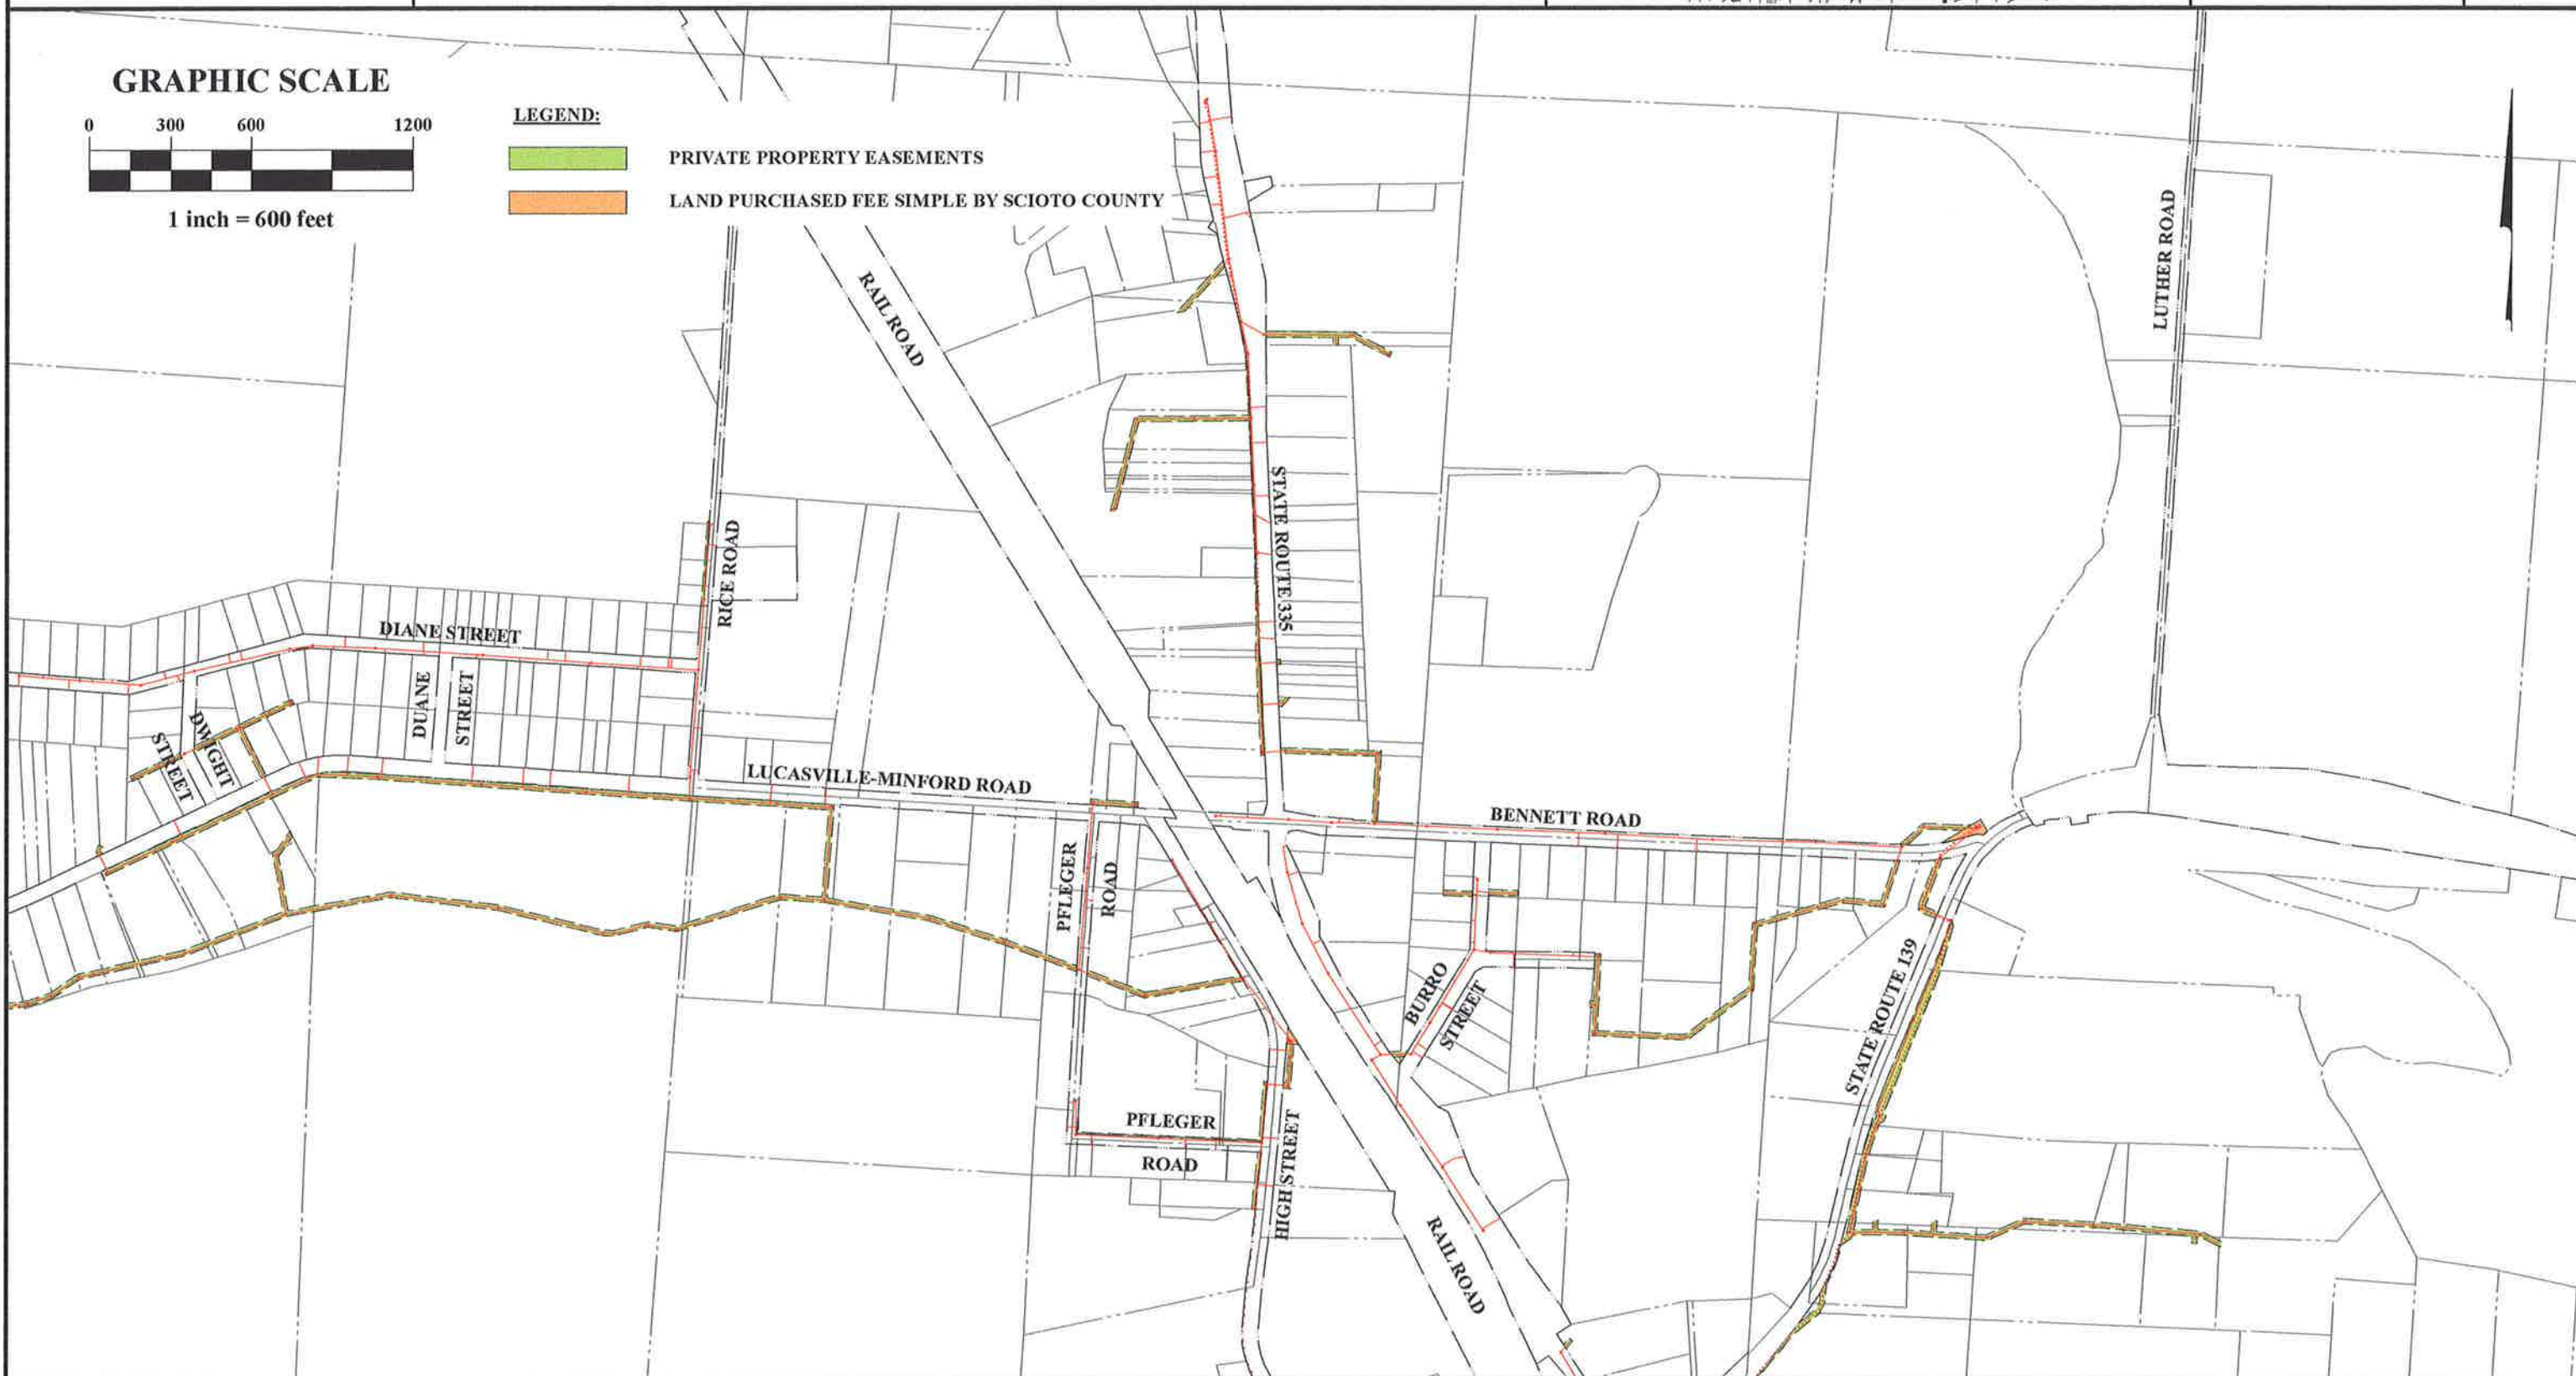 GRAPHIC SCALE
0 300 600 1200
1 inch = 600 feet
LEGEND:
PRIVATE PROPERTY EASEMENTS
LAND PURCHASED FEE SIMPLE BY SCIOTO COUNTY
RAIL ROAD
LUTHER ROAD
STATE ROUTE 335
RICE ROAD
DIANE STREET
DUANE
STREET
DWIGHT
STREET
LUCASVILLE-MINFORD ROAD
BENNETT ROAD
PFLEGER
ROAD
BURRO
STREET
STATE ROUTE 139
PFLEGER
ROAD
HIGH STREET
RAIL ROAD